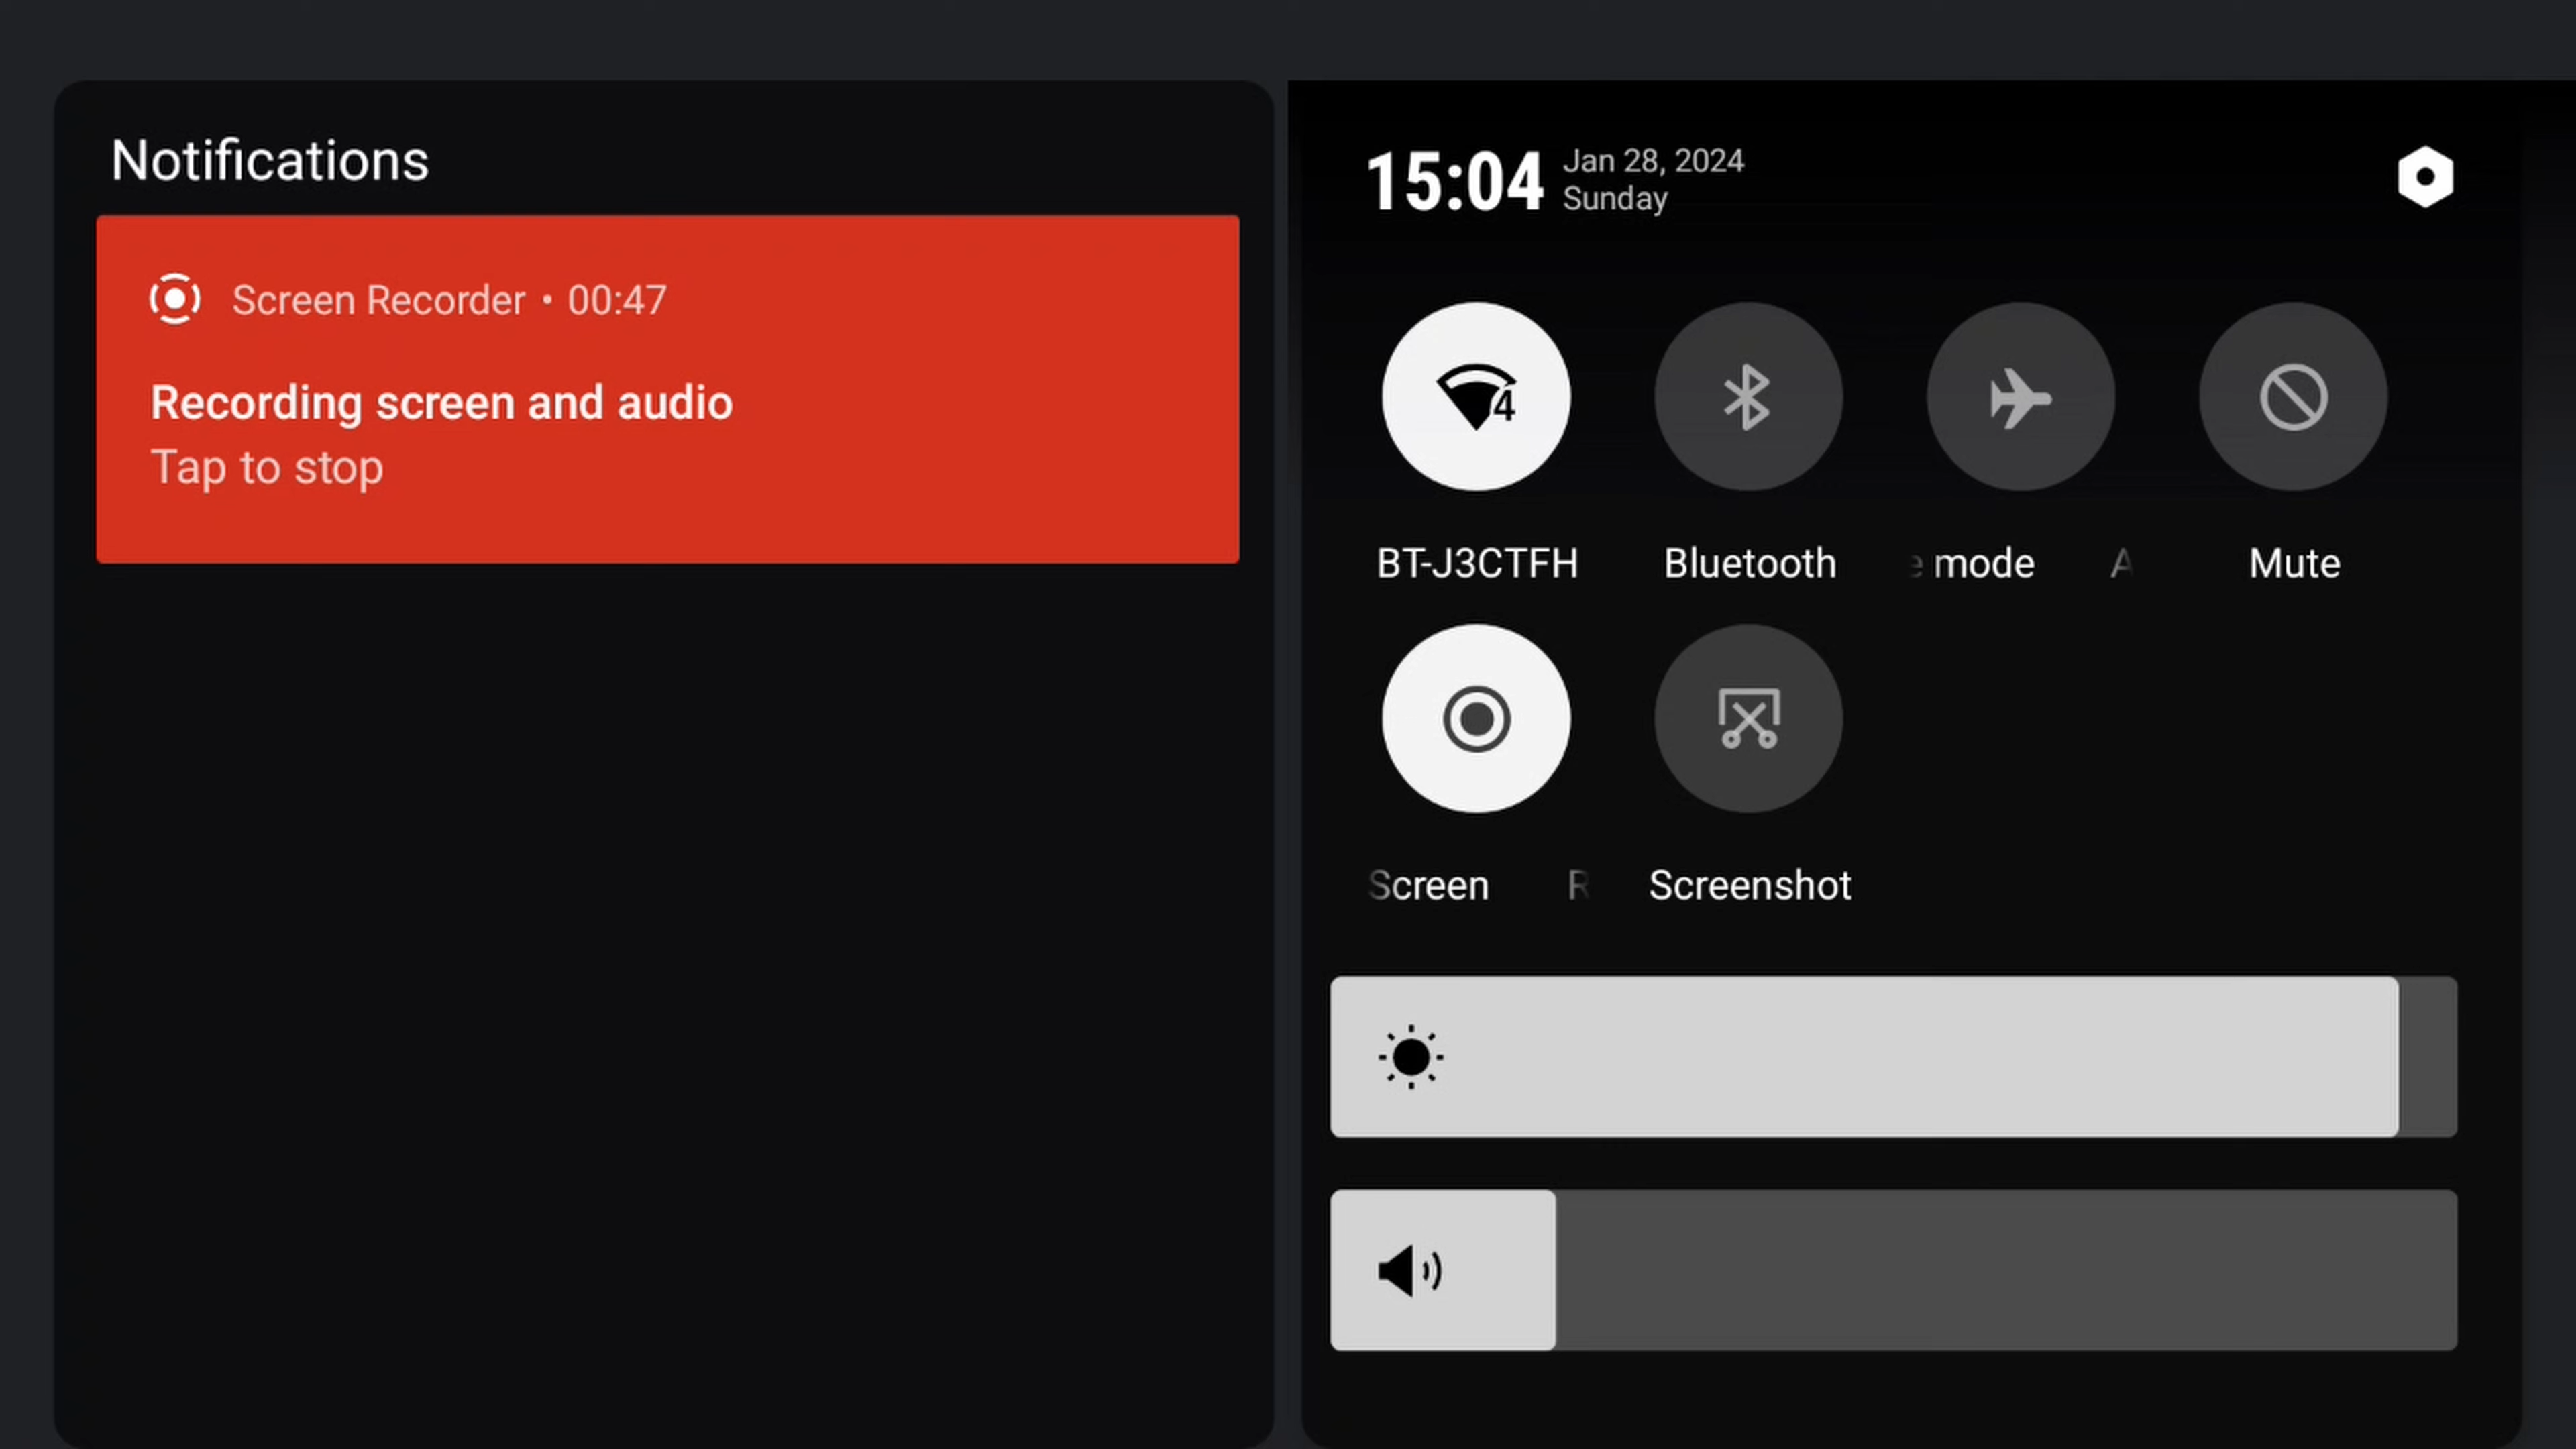 Notifications
Screen Recorder • 00:47
Recording screen and audio
Tap to stop
15:04
Jan 28, 2024
Sunday
4
BT-J3CTFH
Bluetooth
e mode A
Mute
Screen R
Screenshot